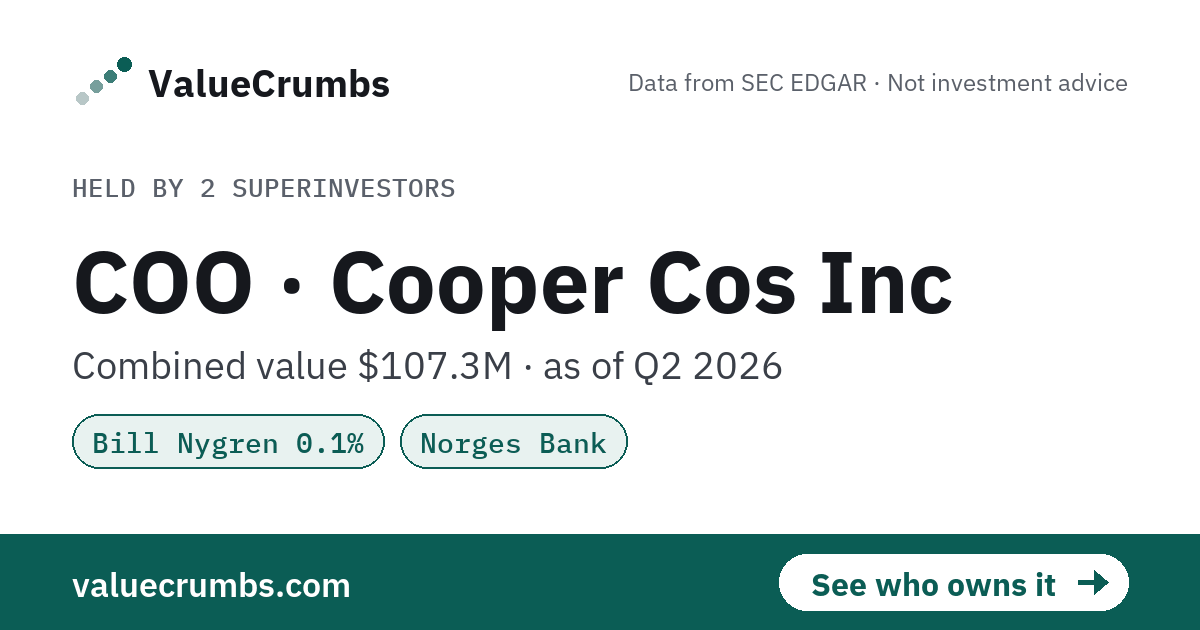 ValueCrumbs
Data from SEC EDGAR · Not investment advice
HELD BY 2 SUPERINVESTORS
COO · Cooper Cos Inc
Combined value $107.3M · as of Q2 2026
Bill Nygren 0.1% Norges Bank
valuecrumbs.com
See who owns it →